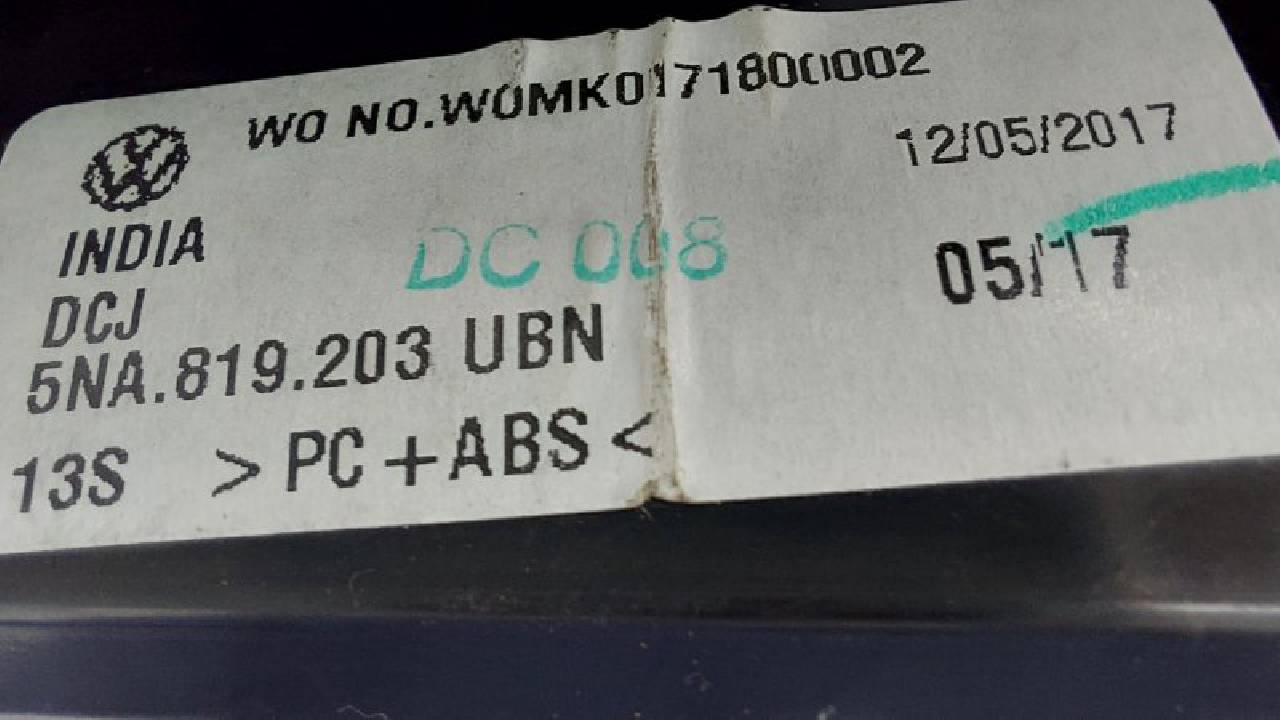 WO NO.WOMK0171800002
12/05/2017
INDIA
DC 008
05/17
DCJ
5NA.819.203 UBN
13S >PC+ABS<